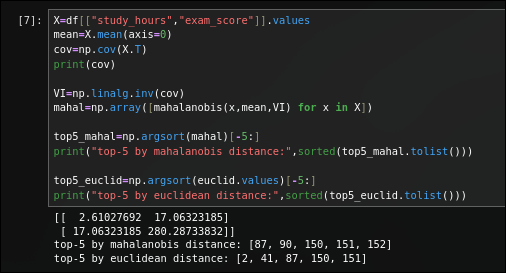 [7]: X=df[["study_hours","exam_score"]].values
mean=X.mean(axis=0)
cov=np.cov(X.T)
print(cov)
VI=np.linalg.inv(cov)
mahal=np.array([mahalanobis(x,mean,VI) for x in X])
top5_mahal=np.argsort(mahal)[-5:]
print("top-5 by mahalanobis distance:",sorted(top5_mahal.tolist()))
top5_euclid=np.argsort(euclid.values)[-5:]
print("top-5 by euclidean distance:",sorted(top5_euclid.tolist()))
[[  2.61027692  17.06323185]
 [ 17.06323185 280.28733832]]
top-5 by mahalanobis distance: [87, 90, 150, 151, 152]
top-5 by euclidean distance: [2, 41, 87, 150, 151]